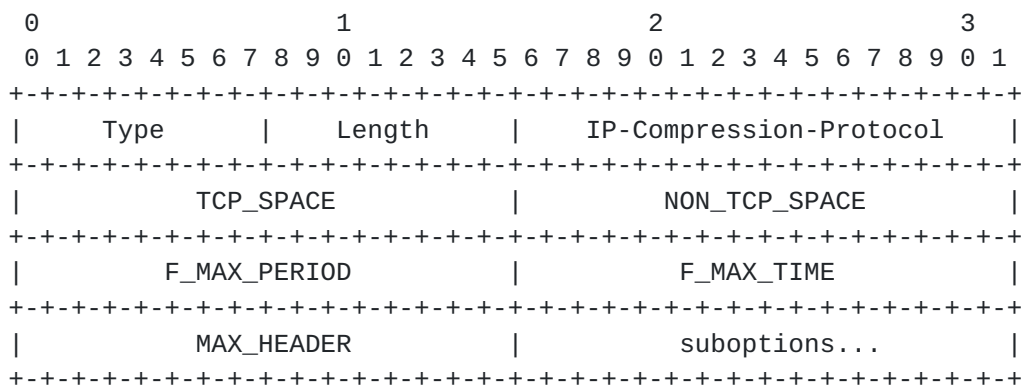 0                   1                   2                   3
 0 1 2 3 4 5 6 7 8 9 0 1 2 3 4 5 6 7 8 9 0 1 2 3 4 5 6 7 8 9 0 1
+-+-+-+-+-+-+-+-+-+-+-+-+-+-+-+-+-+-+-+-+-+-+-+-+-+-+-+-+-+-+-+-+
|     Type      |    Length     |    IP-Compression-Protocol    |
+-+-+-+-+-+-+-+-+-+-+-+-+-+-+-+-+-+-+-+-+-+-+-+-+-+-+-+-+-+-+-+-+
|           TCP_SPACE           |         NON_TCP_SPACE         |
+-+-+-+-+-+-+-+-+-+-+-+-+-+-+-+-+-+-+-+-+-+-+-+-+-+-+-+-+-+-+-+-+
|         F_MAX_PERIOD          |          F_MAX_TIME           |
+-+-+-+-+-+-+-+-+-+-+-+-+-+-+-+-+-+-+-+-+-+-+-+-+-+-+-+-+-+-+-+-+
|           MAX_HEADER          |          suboptions...        |
+-+-+-+-+-+-+-+-+-+-+-+-+-+-+-+-+-+-+-+-+-+-+-+-+-+-+-+-+-+-+-+-+